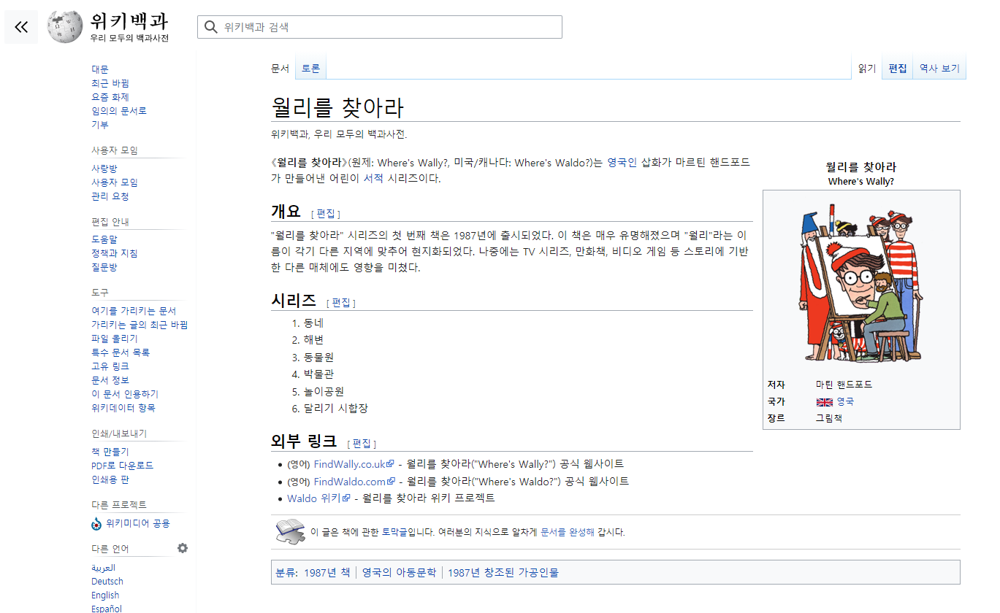 위키백과
우리 모두의 백과사전
위키백과 검색
대문
최근 바뀜
요즘 화제
임의의 문서로
기부
사용자 모임
사랑방
사용자 모임
관리 요청
편집 안내
도움말
정책과 지침
질문방
도구
여기를 가리키는 문서
가리키는 글의 최근 바뀜
파일 올리기
특수 문서 목록
고유 링크
문서 정보
이 문서 인용하기
위키데이터 항목
인쇄/내보내기
책 만들기
PDF로 다운로드
인쇄용 판
다른 프로젝트
위키미디어 공용
다른 언어
العربية
Deutsch
English
Español
문서 토론 읽기 편집 역사 보기
월리를 찾아라
위키백과, 우리 모두의 백과사전.
《월리를 찾아라》(원제: Where's Wally?, 미국/캐나다: Where's Waldo?)는 영국인 삽화가 마르틴 핸드포드
가 만들어낸 어린이 서적 시리즈이다.
개요 [ 편집 ]
"월리를 찾아라" 시리즈의 첫 번째 책은 1987년에 출시되었다. 이 책은 매우 유명해졌으며 "월리"라는 이
름이 각기 다른 지역에 맞추어 현지화되었다. 나중에는 TV 시리즈, 만화책, 비디오 게임 등 스토리에 기반
한 다른 매체에도 영향을 미쳤다.
시리즈 [ 편집 ]
1. 동네
2. 해변
3. 동물원
4. 박물관
5. 놀이공원
6. 달리기 시합장
외부 링크 [ 편집 ]
• (영어) FindWally.co.uk - 월리를 찾아라("Where's Wally?") 공식 웹사이트
• (영어) FindWaldo.com - 월리를 찾아라("Where's Waldo?") 공식 웹사이트
• Waldo 위키 - 월리를 찾아라 위키 프로젝트
이 글은 책에 관한 토막글입니다. 여러분의 지식으로 알차게 문서를 완성해 갑시다.
분류: 1987년 책 | 영국의 아동문학 | 1987년 창조된 가공인물
월리를 찾아라
Where's Wally?
저자 마틴 핸드포드
국가 영국
장르 그림책